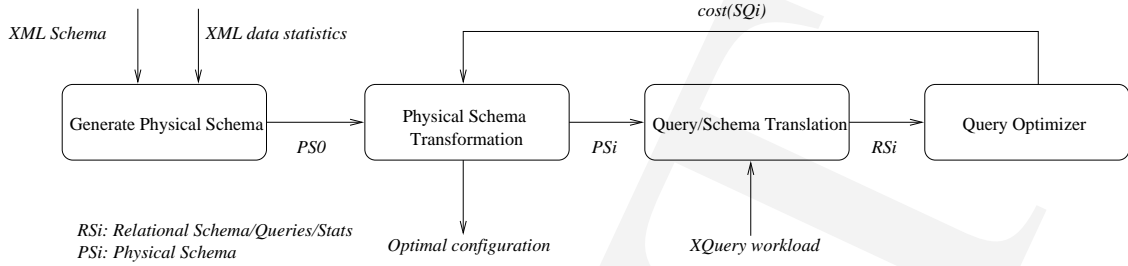 cost(SQi)
XML Schema
XML data statistics
Generate Physical Schema
Physical Schema
Transformation
Query/Schema Translation
Query Optimizer
PS0
PSi
RSi
RSi: Relational Schema/Queries/Stats
PSi: Physical Schema
Optimal configuration
XQuery workload